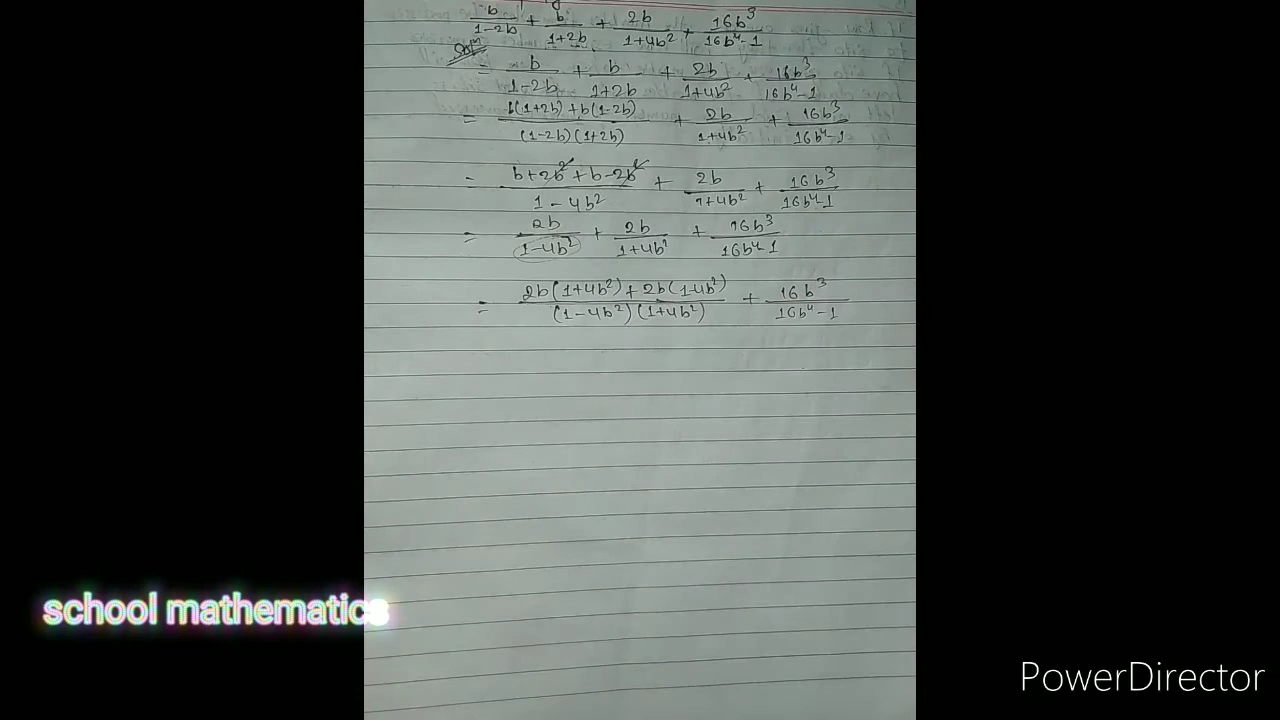 b/1-2b + b/1+2b + 2b/1+4b² + 16b³/16b⁴-1
Soln
= b/1-2b + b/1+2b + 2b/1+4b² + 16b³/16b⁴-1
= b(1+2b)+b(1-2b)/(1-2b)(1+2b) + 2b/1+4b² + 16b³/16b⁴-1
= b+2b²+b-2b²/1-4b² + 2b/1+4b² + 16b³/16b⁴-1
= 2b/1-4b² + 2b/1+4b² + 16b³/16b⁴-1
= 2b(1+4b²)+2b(1-4b²)/(1-4b²)(1+4b²) + 16b³/16b⁴-1
school mathematics
PowerDirector